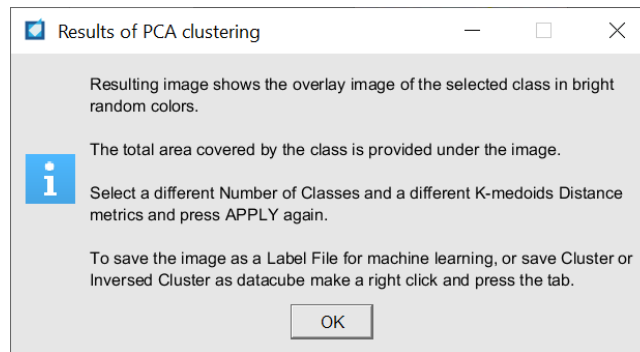 Results of PCA clustering
Resulting image shows the overlay image of the selected class in bright
random colors.
The total area covered by the class is provided under the image.
Select a different Number of Classes and a different K-medoids Distance
metrics and press APPLY again.
To save the image as a Label File for machine learning, or save Cluster or
Inversed Cluster as datacube make a right click and press the tab.
OK